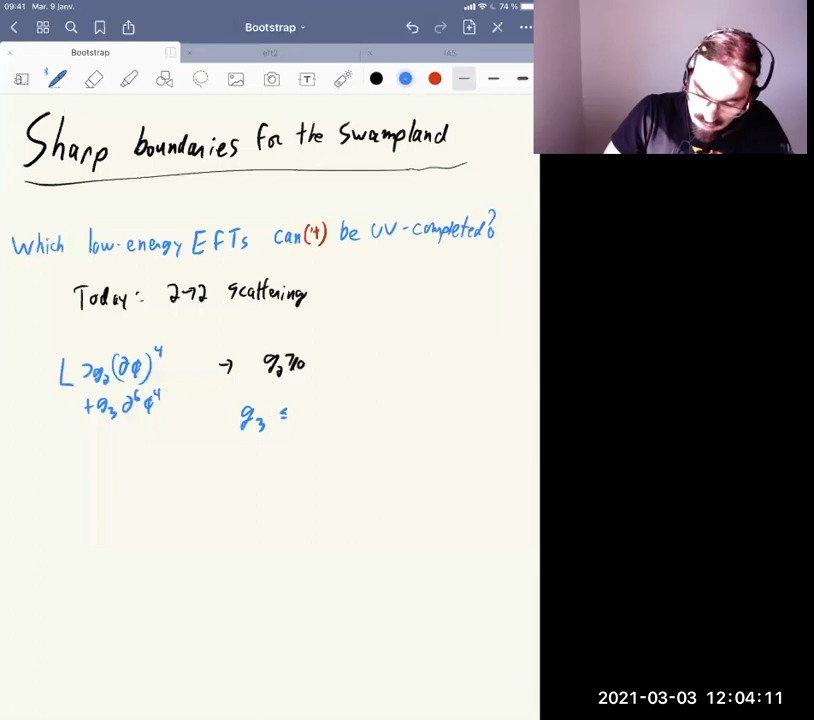 09:41 Mar. 9 janv. 74 %
Bootstrap
Bootstrap eft2 IAS
Sharp boundaries for the Swampland
Which low-energy EFTs can('t) be UV-completed?
Today: 2→2 scattering
L ⊃ g₂(∂φ)⁴ → g₂ ≥ 0
+ g₃ ∂⁶φ⁴ g₃ ≤
2021-03-03 12:04:11